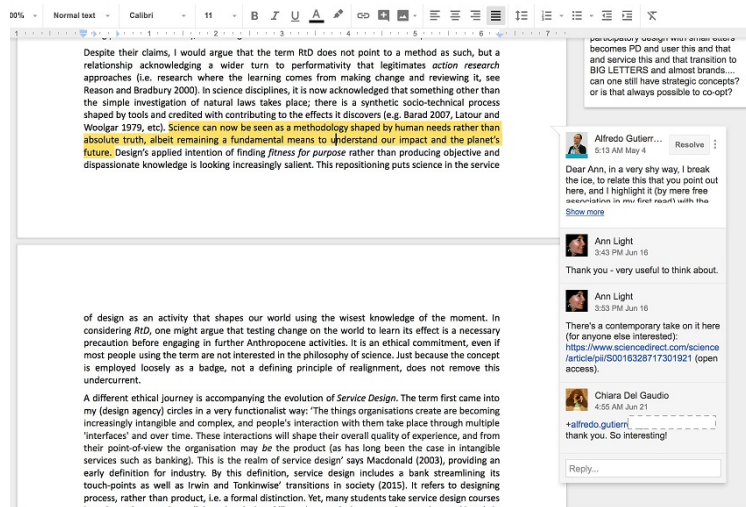 00%
Normal text
Calibri
11
B I U A
1 1 2 3 4 5 6 7
Despite their claims, I would argue that the term RtD does not point to a method as such, but a
relationship acknowledging a wider turn to performativity that legitimates action research
approaches (i.e. research where the learning comes from making change and reviewing it, see
Reason and Bradbury 2000). In science disciplines, it is now acknowledged that something other than
the simple investigation of natural laws takes place; there is a synthetic socio-technical process
shaped by tools and credited with contributing to the effects it discovers (e.g. Barad 2007, Latour and
Woolgar 1979, etc). Science can now be seen as a methodology shaped by human needs rather than
absolute truth, albeit remaining a fundamental means to understand our impact and the planet's
future. Design's applied intention of finding fitness for purpose rather than producing objective and
dispassionate knowledge is looking increasingly salient. This repositioning puts science in the service
of design as an activity that shapes our world using the wisest knowledge of the moment. In
considering RtD, one might argue that testing change on the world to learn its effect is a necessary
precaution before engaging in further Anthropocene activities. It is an ethical commitment, even if
most people using the term are not interested in the philosophy of science. Just because the concept
is employed loosely as a badge, not a defining principle of realignment, does not remove this
undercurrent.
A different ethical journey is accompanying the evolution of Service Design. The term first came into
my (design agency) circles in a very functionalist way: 'The things organisations create are becoming
increasingly intangible and complex, and people's interaction with them take place through multiple
'interfaces' and over time. These interactions will shape their overall quality of experience, and from
their point-of-view the organisation may be the product (as has long been the case in intangible
services such as banking). This is the realm of service design' says Macdonald (2003), providing an
early definition for industry. By this definition, service design includes a bank streamlining its
touch-points as well as Irwin and Tonkinwise' transitions in society (2015). It refers to designing
process, rather than product, i.e. a formal distinction. Yet, many students take service design courses
participatory design with small letters
becomes PD and user this and that
and service this and that transition to
BIG LETTERS and almost brands....
can one still have strategic concepts?
or is that always possible to co-opt?
Alfredo Gutierr...
5:13 AM May 4
Resolve
Dear Ann, in a very shy way, I break
the ice, to relate this that you point out
here, and I highlight it (by mere free
association in my first read) with the
Show more
Ann Light
3:43 PM Jun 16
Thank you - very useful to think about.
Ann Light
3:53 PM Jun 16
There's a contemporary take on it here
(for anyone else interested):
https://www.sciencedirect.com/science
/article/pii/S0016328717301921 (open
access).
Chiara Del Gaudio
4:55 AM Jun 21
+alfredo.gutierr
thank you. So interesting!
Reply...